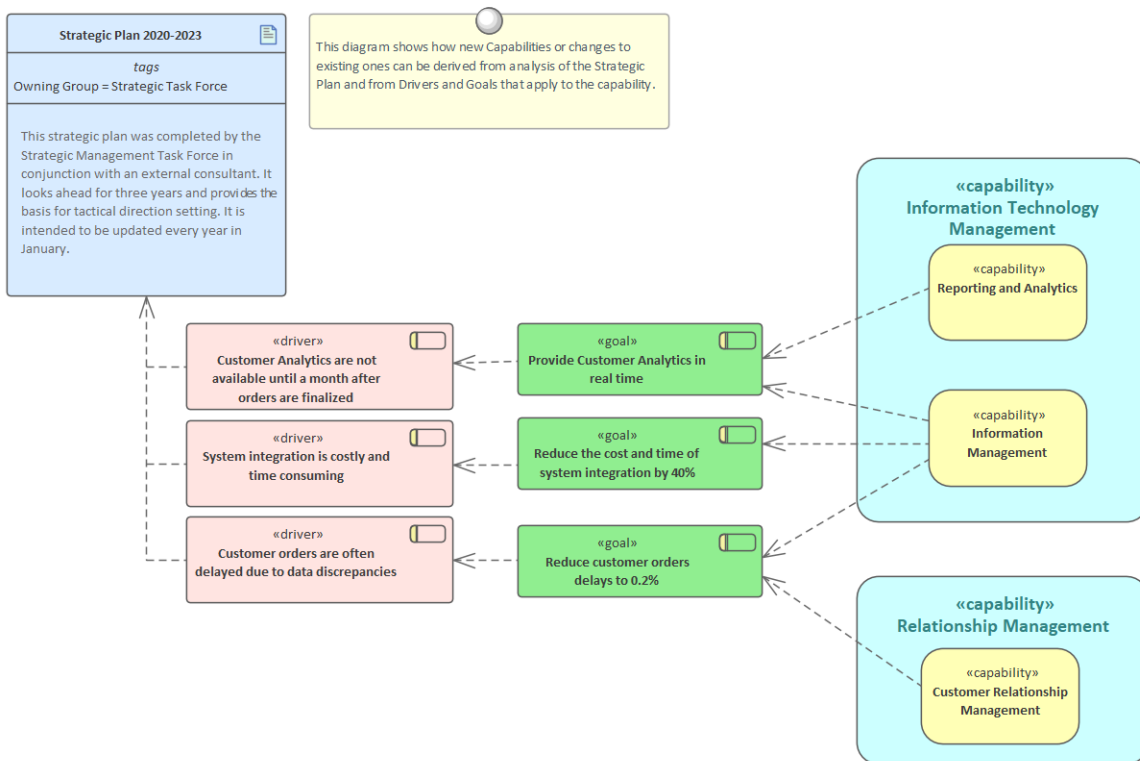 Strategic Plan 2020-2023
tags
Owning Group = Strategic Task Force
This strategic plan was completed by the
Strategic Management Task Force in
conjunction with an external consultant. It
looks ahead for three years and provides the
basis for tactical direction setting. It is
intended to be updated every year in
January.
This diagram shows how new Capabilities or changes to
existing ones can be derived from analysis of the Strategic
Plan and from Drivers and Goals that apply to the capability.
«driver»
Customer Analytics are not
available until a month after
orders are finalized
«driver»
System integration is costly and
time consuming
«driver»
Customer orders are often
delayed due to data discrepancies
«goal»
Provide Customer Analytics in
real time
«goal»
Reduce the cost and time of
system integration by 40%
«goal»
Reduce customer orders
delays to 0.2%
«capability»
Information Technology
Management
«capability»
Reporting and Analytics
«capability»
Information
Management
«capability»
Relationship Management
«capability»
Customer Relationship
Management